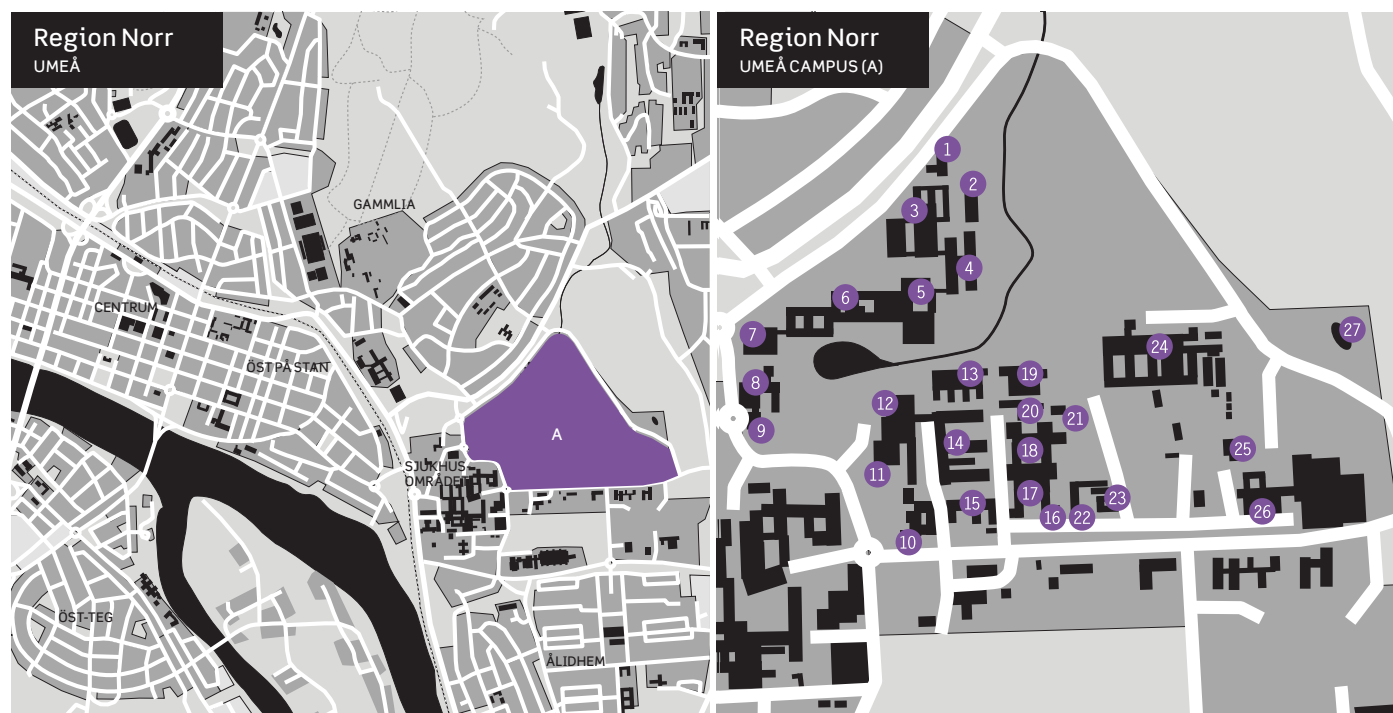 Region Norr
UMEÅ
GAMMLIA
CENTRUM
ÖST PÅ STAN
A
SJUKHUS-
OMRÅDET
ÖST-TEG
ÅLIDHEM
Region Norr
UMEÅ CAMPUS (A)
1
2
3
4
5
6
7
8
9
10
11
12
13
14
15
16
17
18
19
20
21
22
23
24
25
26
27